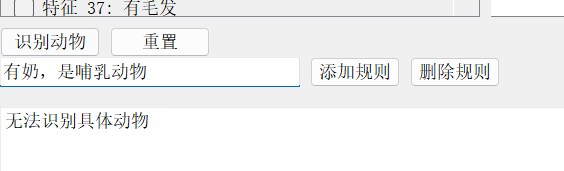 特征 37: 有毛发
识别动物 重置
有奶，是哺乳动物 添加规则 删除规则
无法识别具体动物